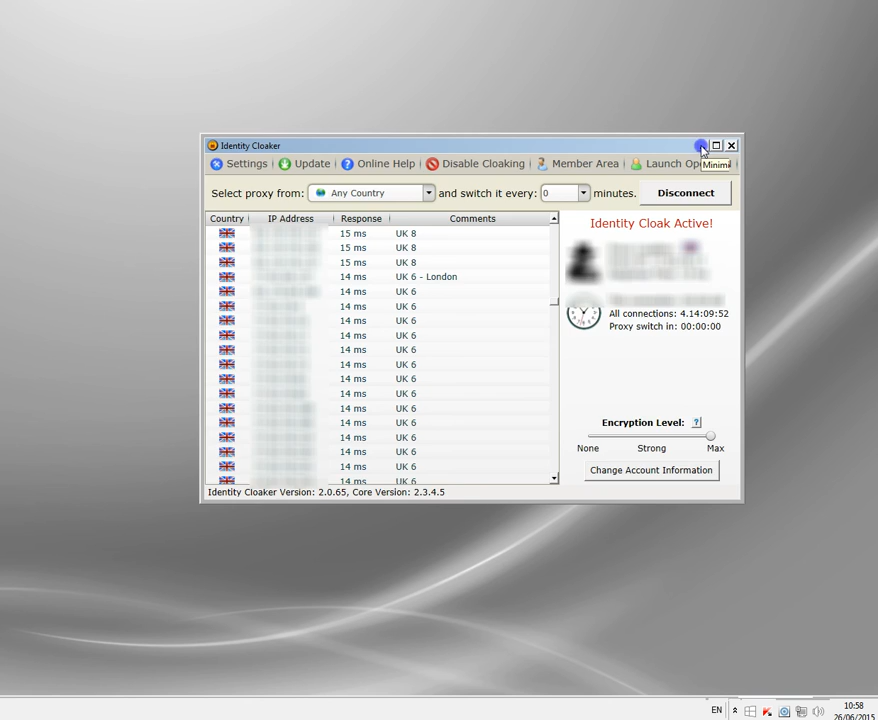 Identity Cloaker
Settings Update Online Help Disable Cloaking Member Area Launch
Minim
Select proxy from: Any Country and switch it every: 0 minutes. Disconnect
Country IP Address Response Comments
15 ms UK 8
15 ms UK 8
15 ms UK 8
14 ms UK 6 - London
14 ms UK 6
14 ms UK 6
14 ms UK 6
14 ms UK 6
14 ms UK 6
14 ms UK 6
14 ms UK 6
14 ms UK 6
14 ms UK 6
14 ms UK 6
14 ms UK 6
14 ms UK 6
14 ms UK 6
14 ms UK 6
Identity Cloak Active!
All connections: 4.14:09:52
Proxy switch in: 00:00:00
Encryption Level: ?
None Strong Max
Change Account Information
Identity Cloaker Version: 2.0.65, Core Version: 2.3.4.5
EN 10:58
26/06/2015